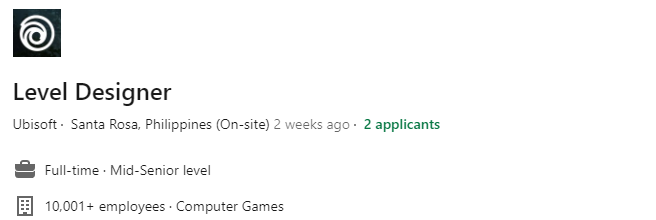 Level Designer
Ubisoft · Santa Rosa, Philippines (On-site) 2 weeks ago · 2 applicants
Full-time · Mid-Senior level
10,001+ employees · Computer Games